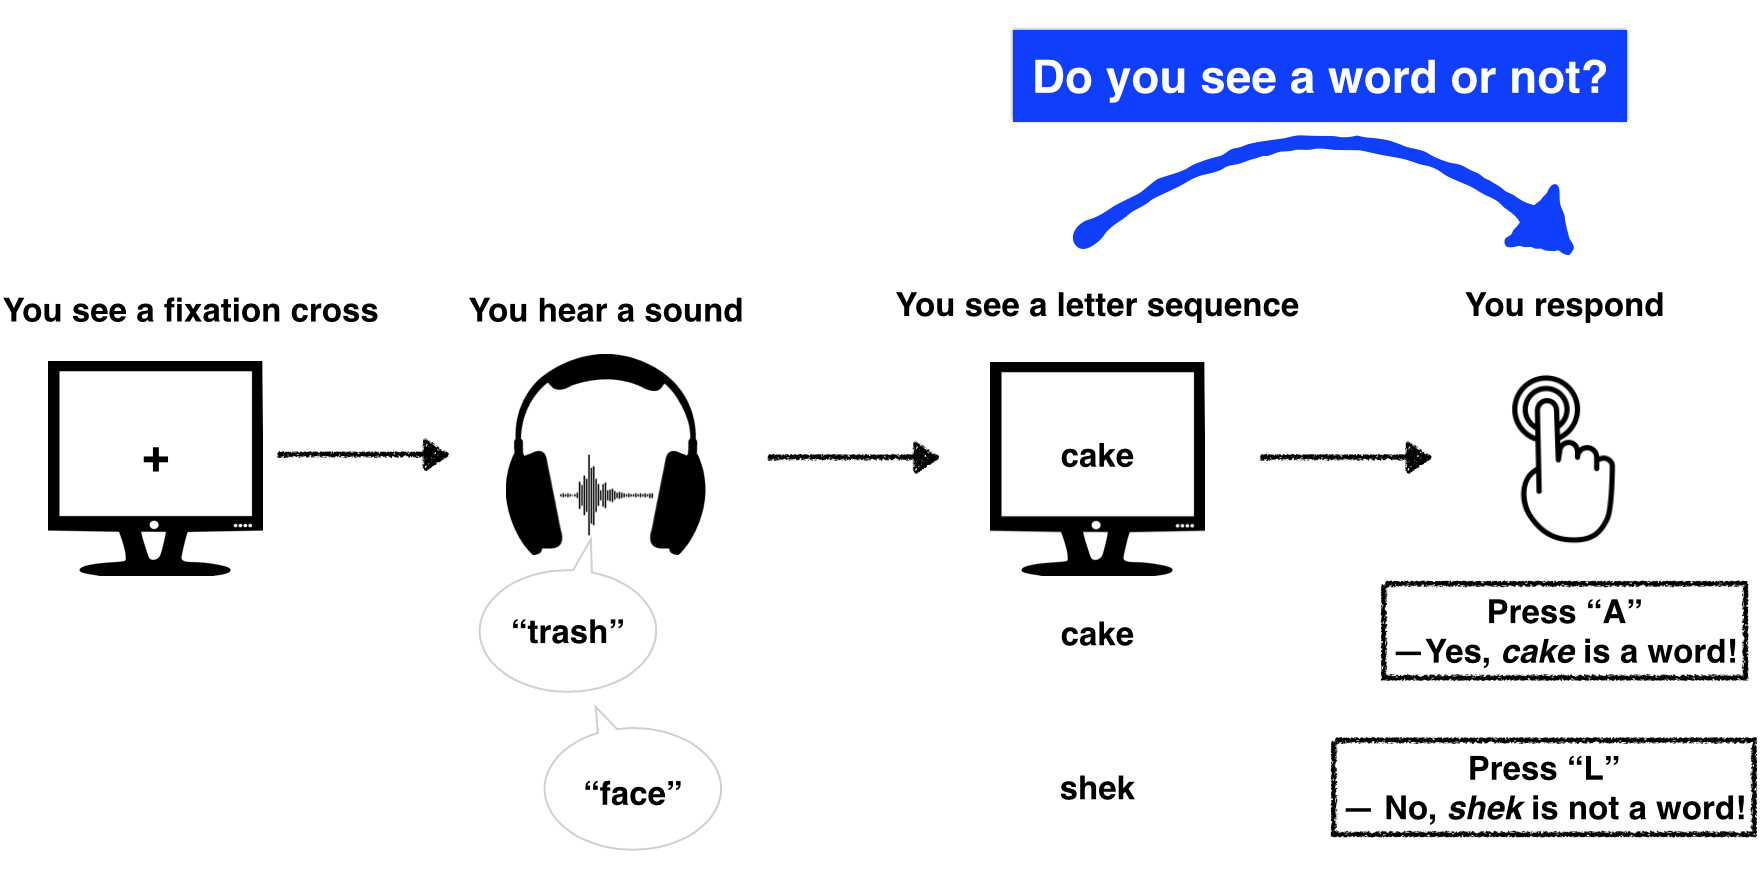 Do you see a word or not?
You see a fixation cross
You hear a sound
You see a letter sequence
You respond
+
cake
“trash”
cake
Press “A”
—Yes, cake is a word!
“face”
shek
Press “L”
— No, shek is not a word!